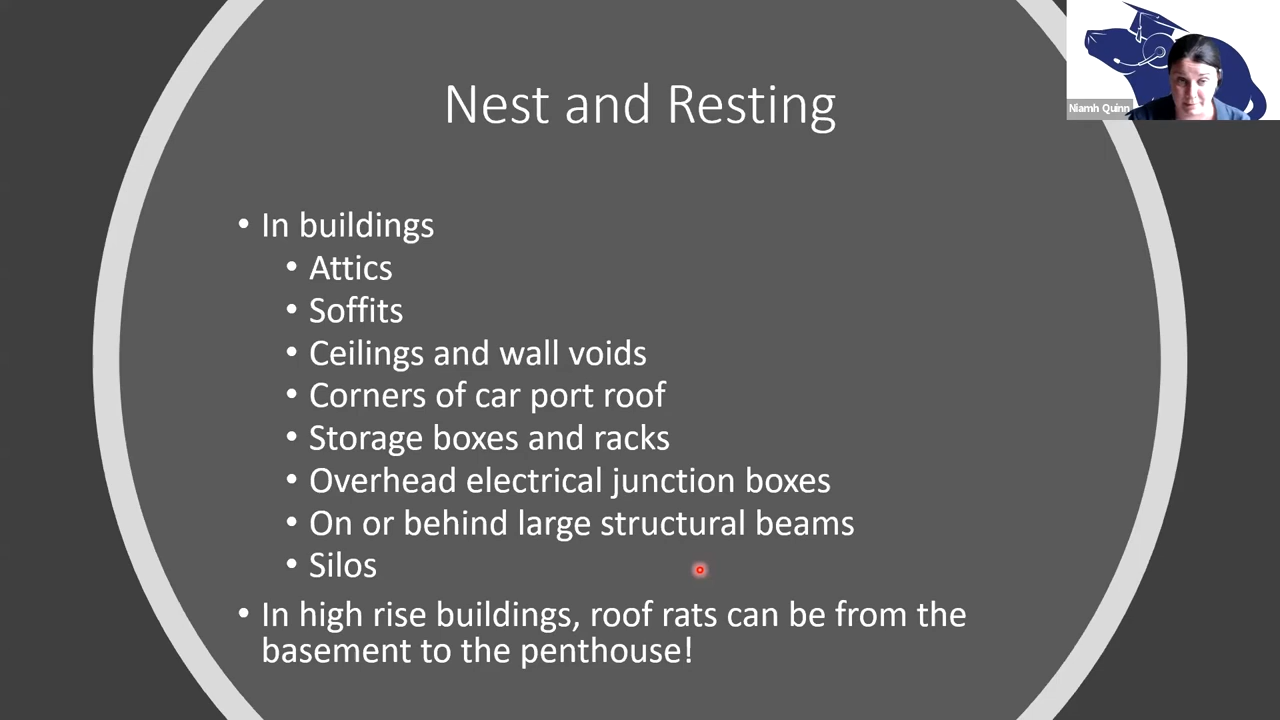 Nest and Resting
Niamh Quinn
• In buildings
• Attics
• Soffits
• Ceilings and wall voids
• Corners of car port roof
• Storage boxes and racks
• Overhead electrical junction boxes
• On or behind large structural beams
• Silos
• In high rise buildings, roof rats can be from the
basement to the penthouse!